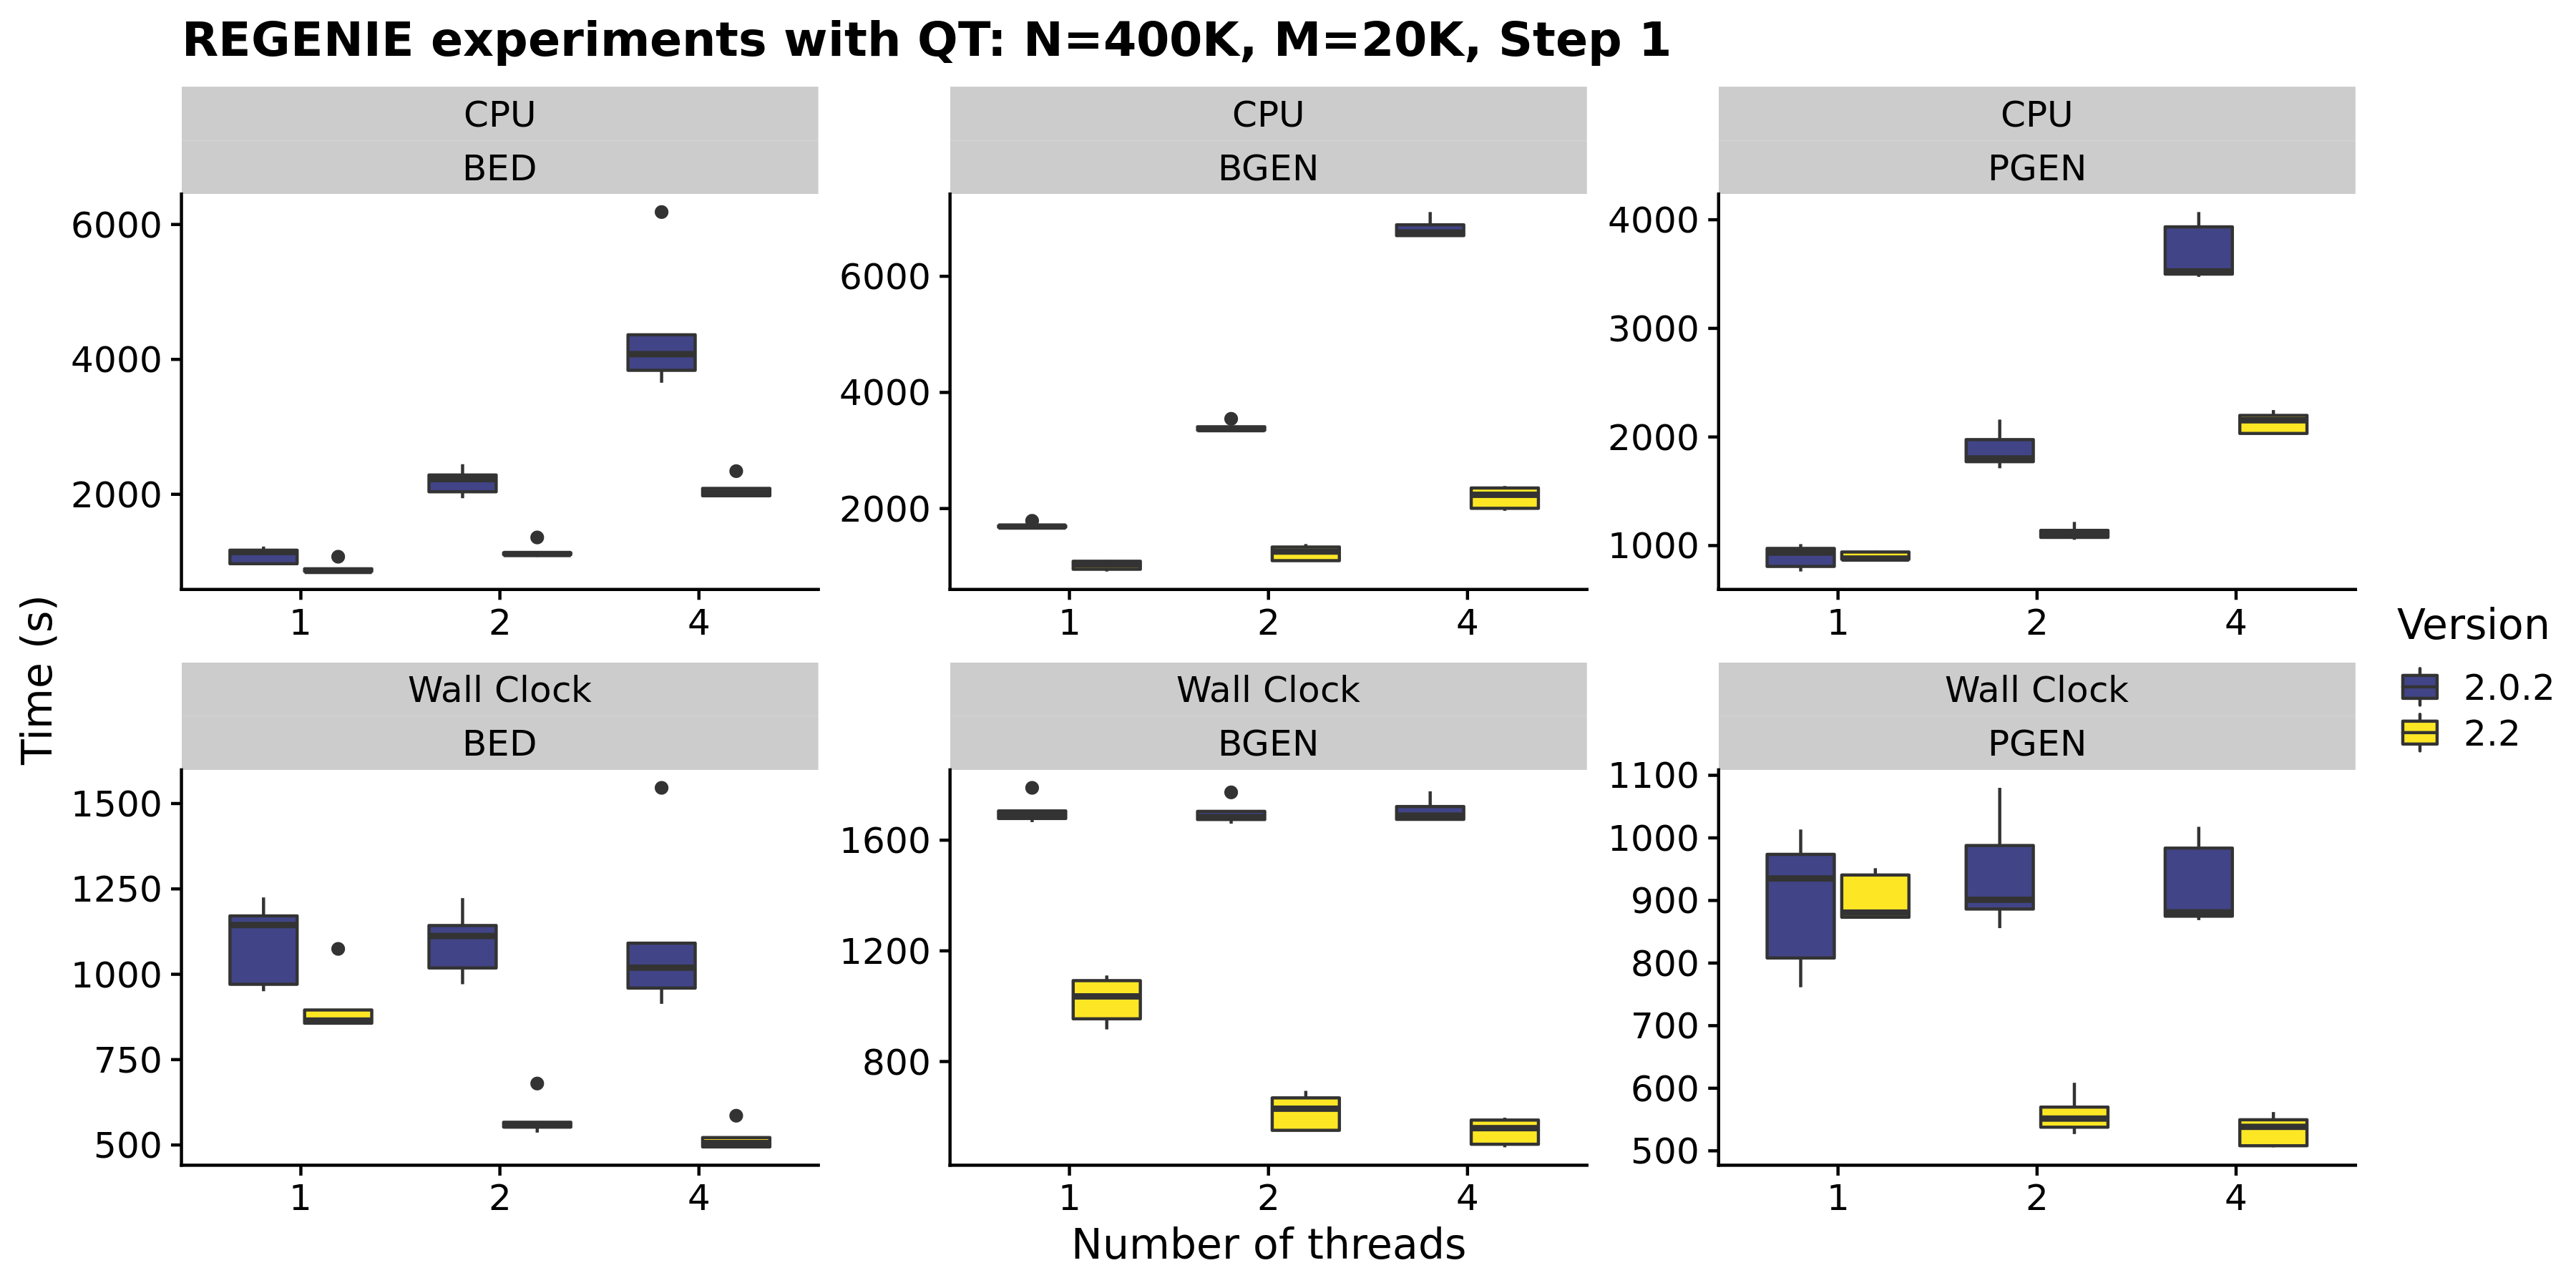 REGENIE experiments with QT: N=400K, M=20K, Step 1
CPU
BED
6000
4000
2000
1
2
4
CPU
BGEN
6000
4000
2000
1
2
4
CPU
PGEN
4000
3000
2000
1000
1
2
4
Time (s)
Wall Clock
BED
1500
1250
1000
750
500
1
2
4
Wall Clock
BGEN
1600
1200
800
1
2
4
Wall Clock
PGEN
1100
1000
900
800
700
600
500
1
2
4
Number of threads
Version
2.0.2
2.2